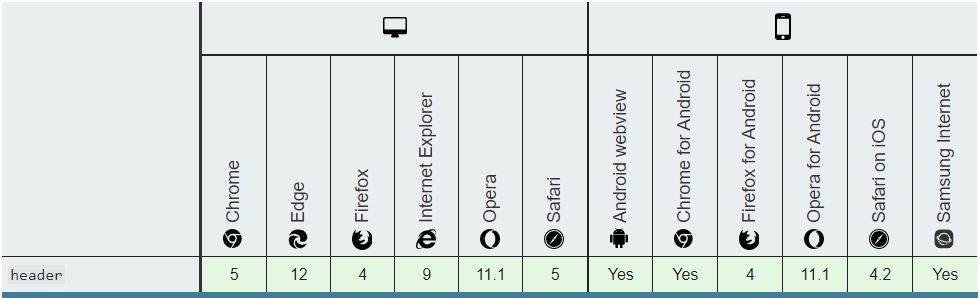 Chrome
Edge
Firefox
Internet Explorer
Opera
Safari
Android webview
Chrome for Android
Firefox for Android
Opera for Android
Safari on iOS
Samsung Internet
header 5 12 4 9 11.1 5 Yes Yes 4 11.1 4.2 Yes